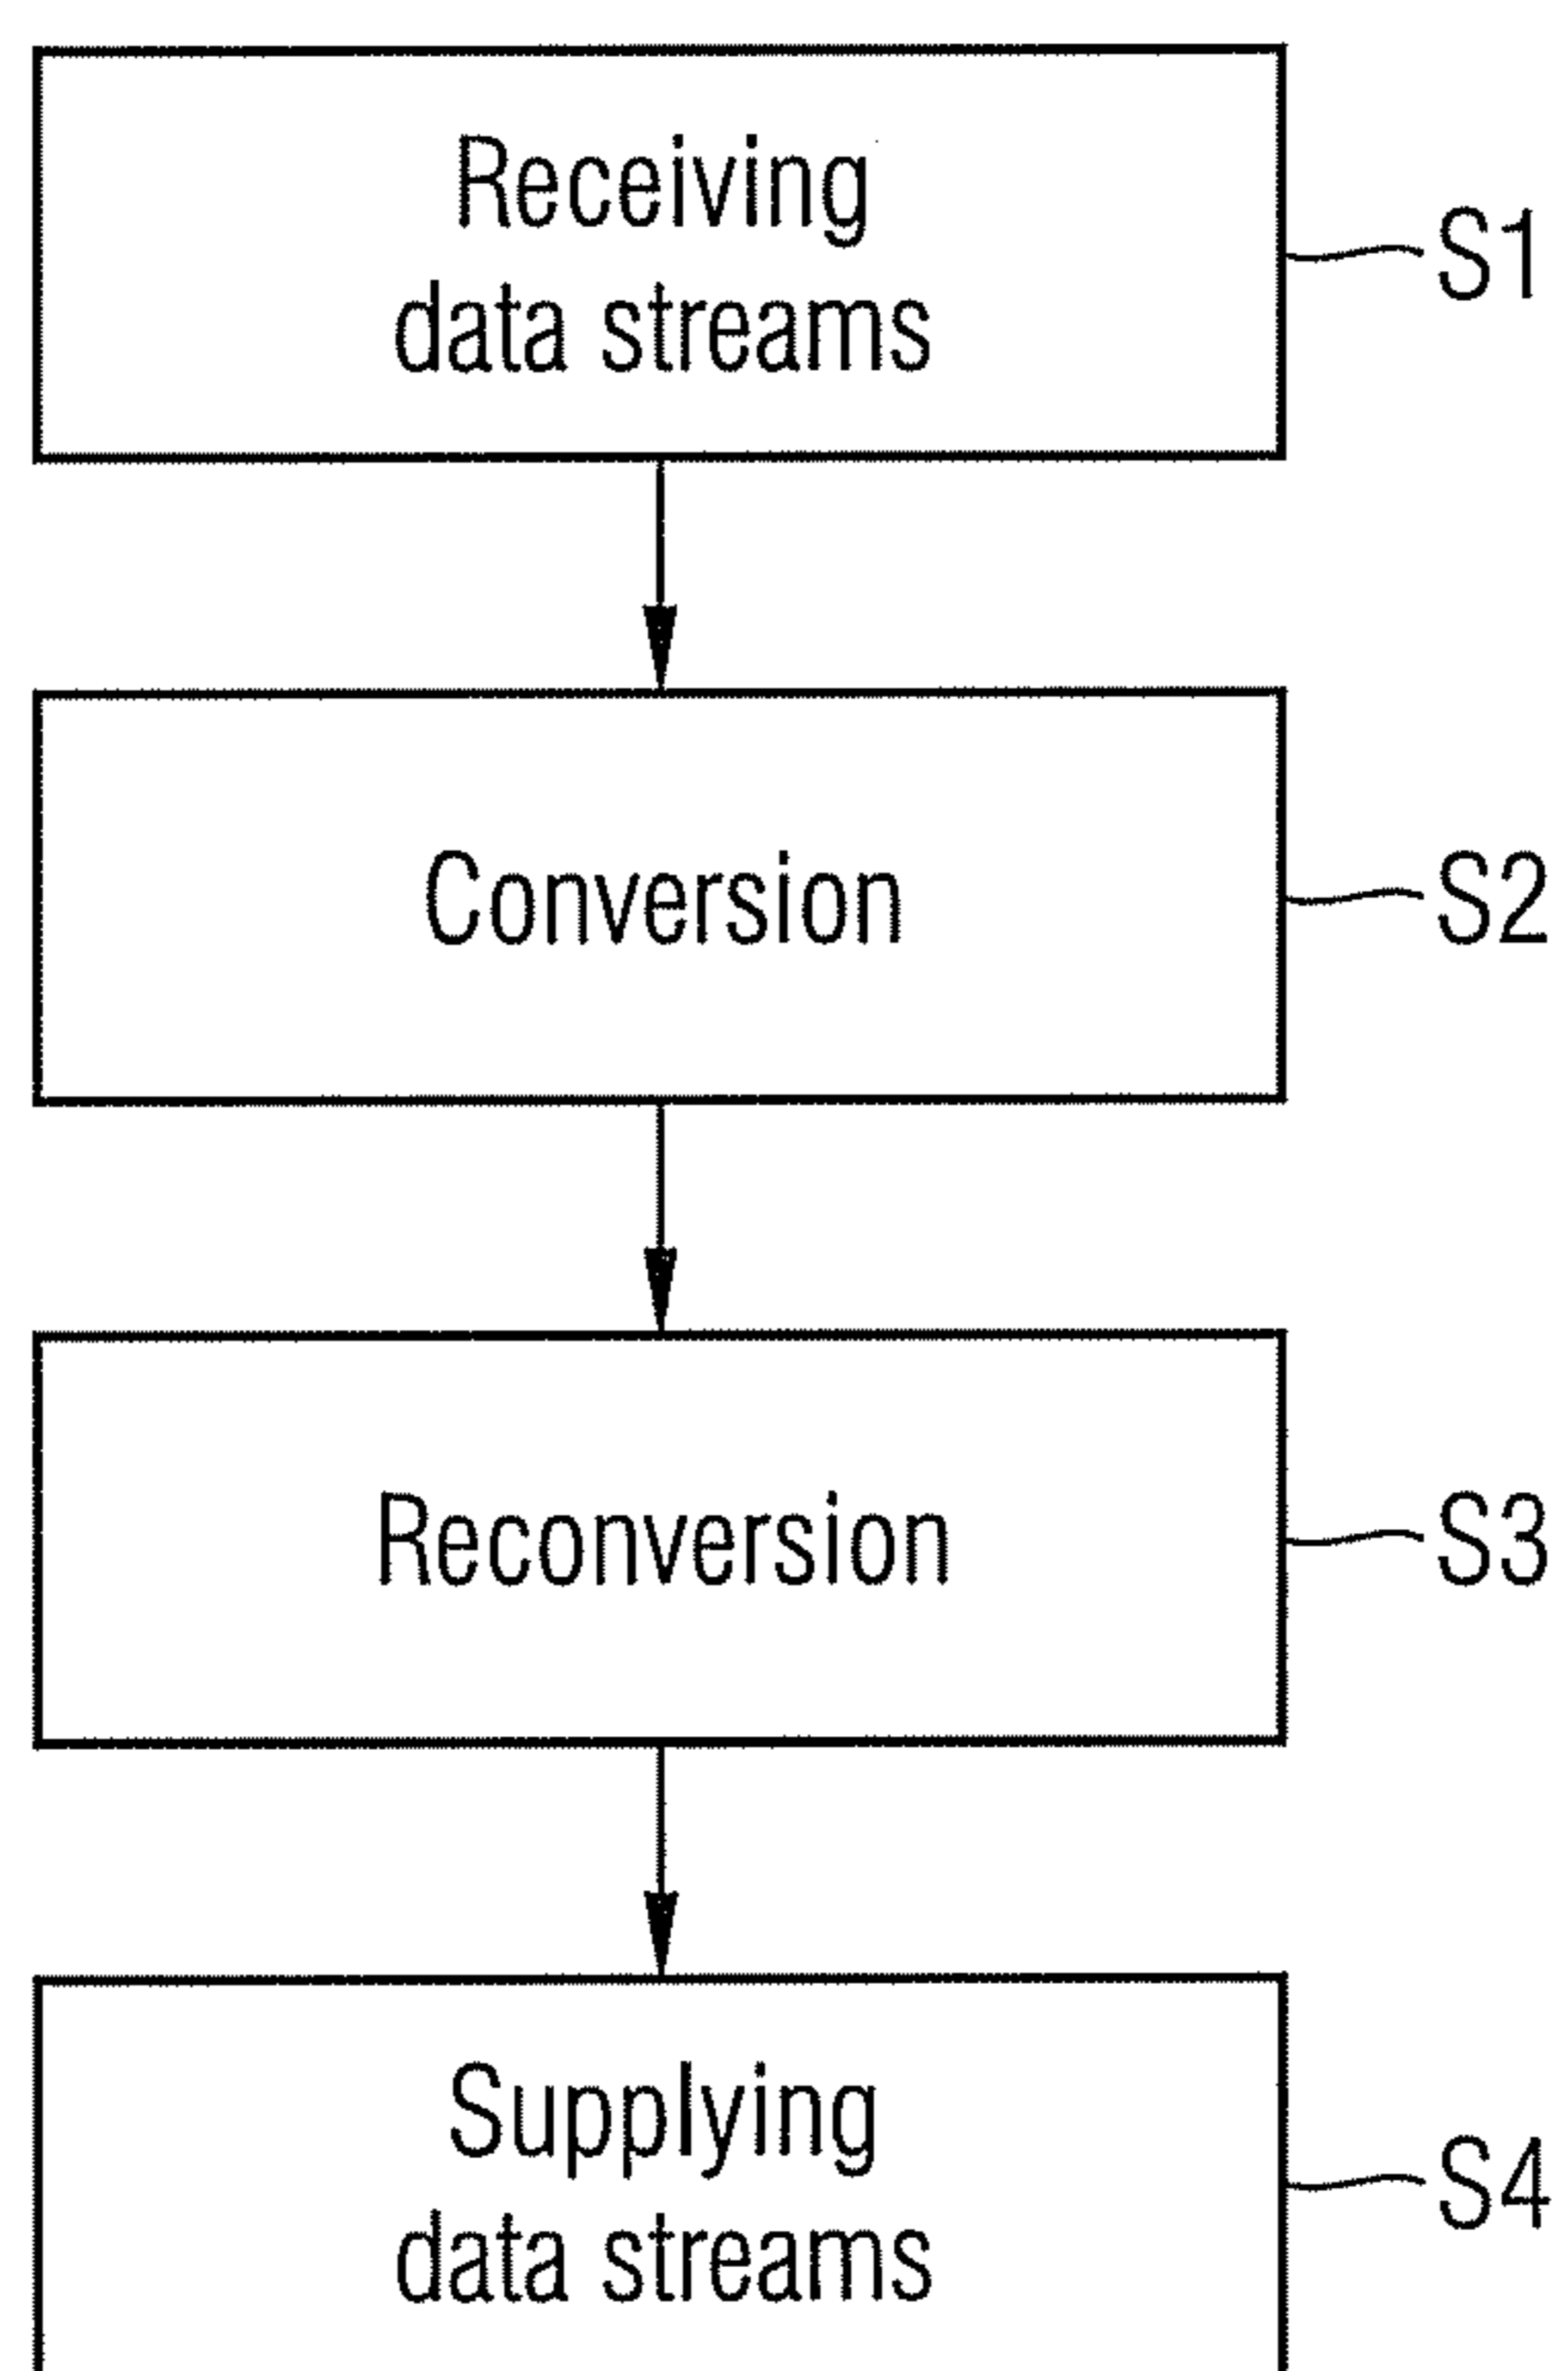 Receiving
data streams
S1
Conversion
S2
Reconversion
S3
Supplying
data streams
S4